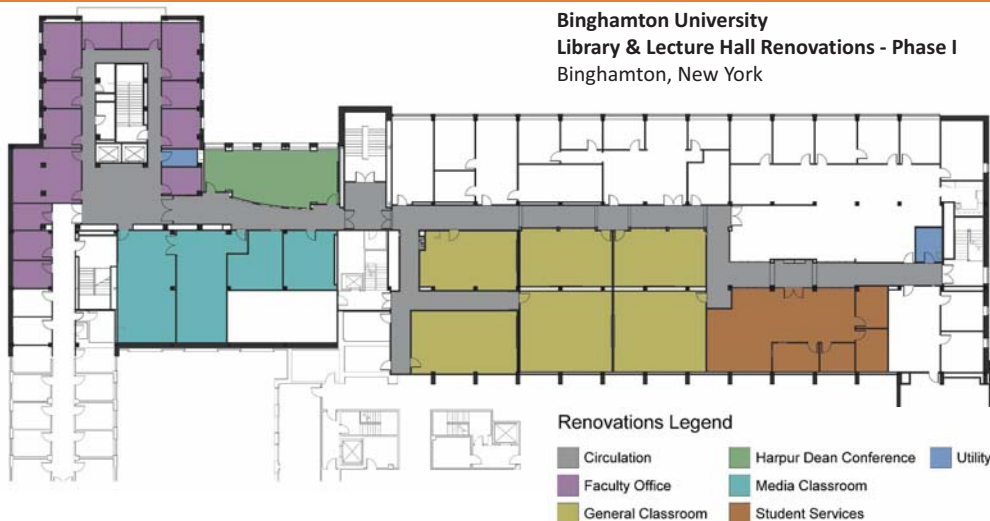 Binghamton University
Library & Lecture Hall Renovations - Phase I
Binghamton, New York
Renovations Legend
Circulation
Harpur Dean Conference
Utility
Faculty Office
Media Classroom
General Classroom
Student Services